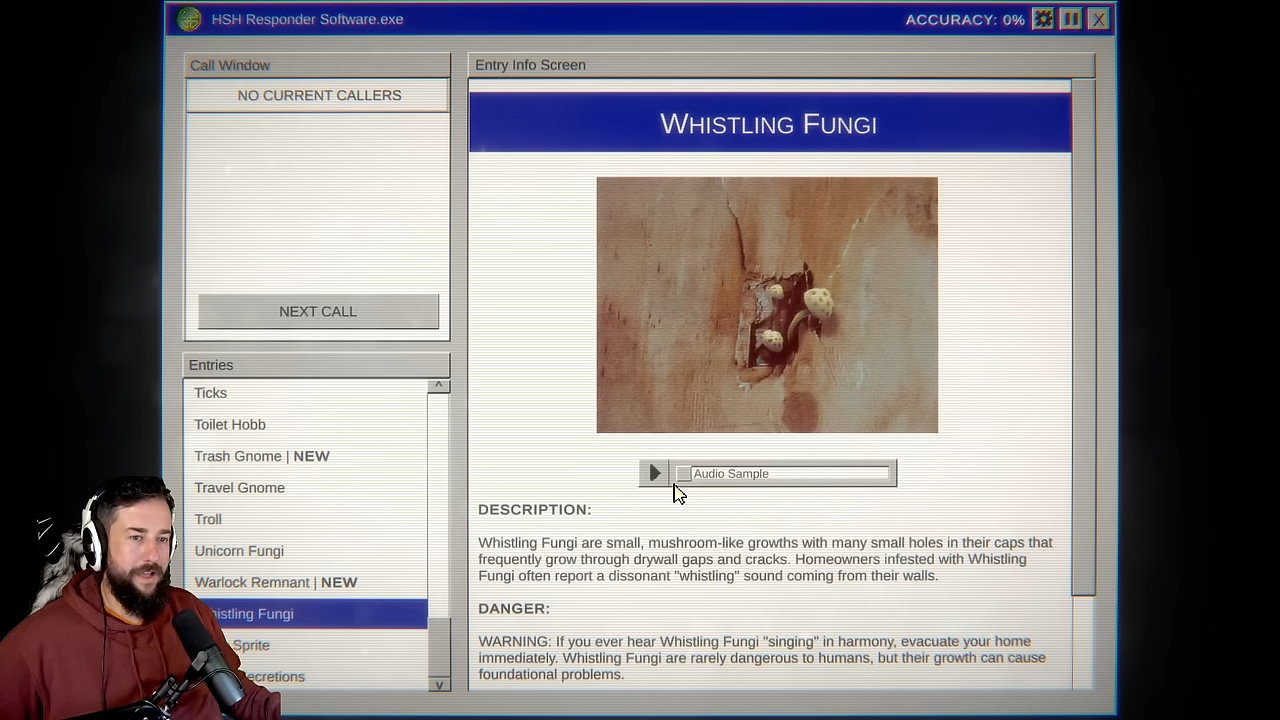 HSH Responder Software.exe
ACCURACY: 0%
X
Call Window
NO CURRENT CALLERS
NEXT CALL
Entries
Ticks
Toilet Hobb
Trash Gnome | NEW
Travel Gnome
Troll
Unicorn Fungi
Warlock Remnant | NEW
histling Fungi
Sprite
ecretions
Entry Info Screen
WHISTLING FUNGI
Audio Sample
DESCRIPTION:
Whistling Fungi are small, mushroom-like growths with many small holes in their caps that
frequently grow through drywall gaps and cracks. Homeowners infested with Whistling
Fungi often report a dissonant "whistling" sound coming from their walls.
DANGER:
WARNING: If you ever hear Whistling Fungi "singing" in harmony, evacuate your home
immediately. Whistling Fungi are rarely dangerous to humans, but their growth can cause
foundational problems.